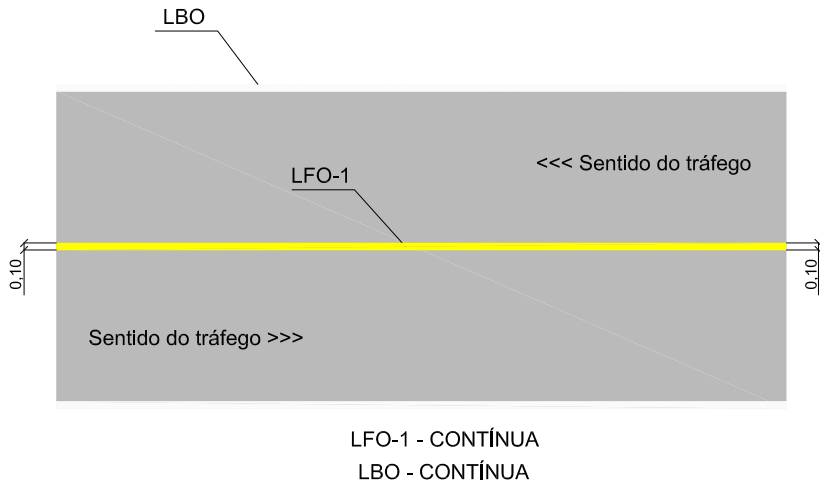 LBO
<<< Sentido do tráfego
LFO-1
0,10
0,10
Sentido do tráfego >>>
LFO-1 - CONTÍNUA
LBO - CONTÍNUA